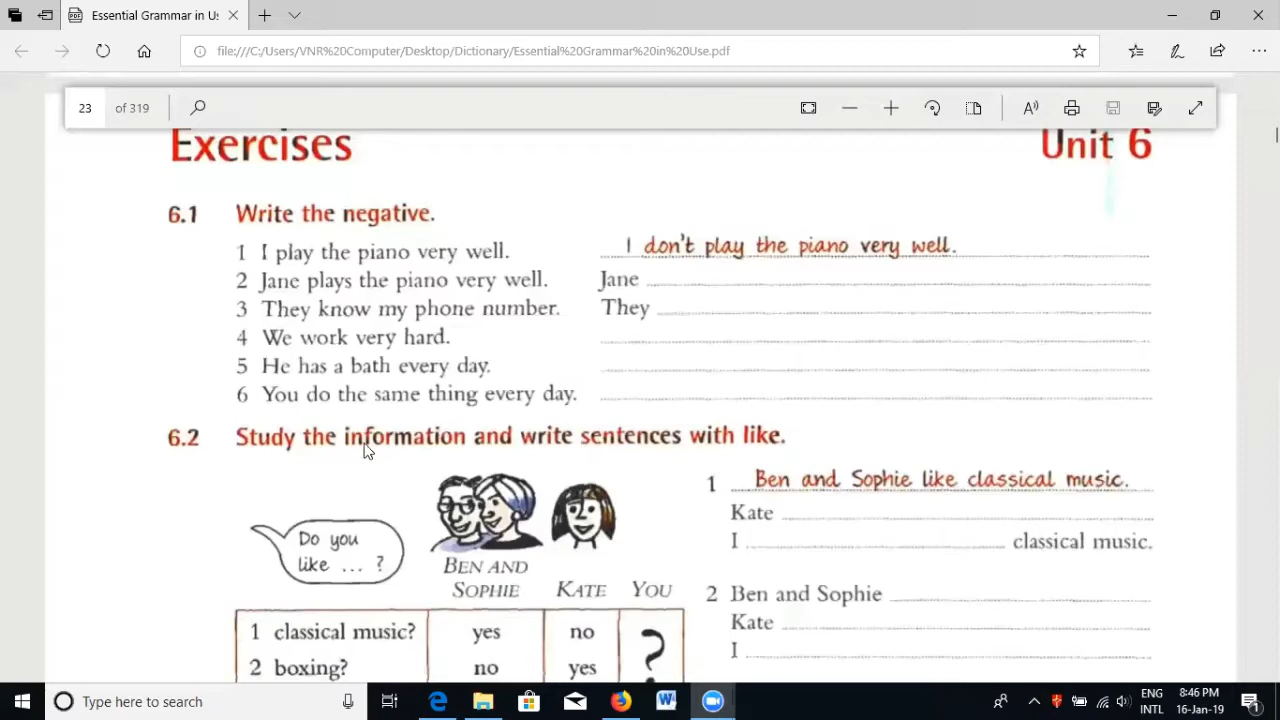 Essential Grammar in Us
file:///C:/Users/VNR%20Computer/Desktop/Dictionary/Essential%20Grammar%20in%20Use.pdf
23 of 319
Exercises Unit 6
6.1 Write the negative.
1 I play the piano very well. I don't play the piano very well.
2 Jane plays the piano very well. Jane
3 They know my phone number. They
4 We work very hard.
5 He has a bath every day.
6 You do the same thing every day.
6.2 Study the information and write sentences with like.
Do you
like ... ?
BEN AND
SOPHIE KATE YOU
1 classical music? yes no ?
2 boxing? no yes
1 Ben and Sophie like classical music.
Kate
I classical music.
2 Ben and Sophie
Kate
I
Type here to search
ENG
INTL
8:46 PM
16-Jan-19